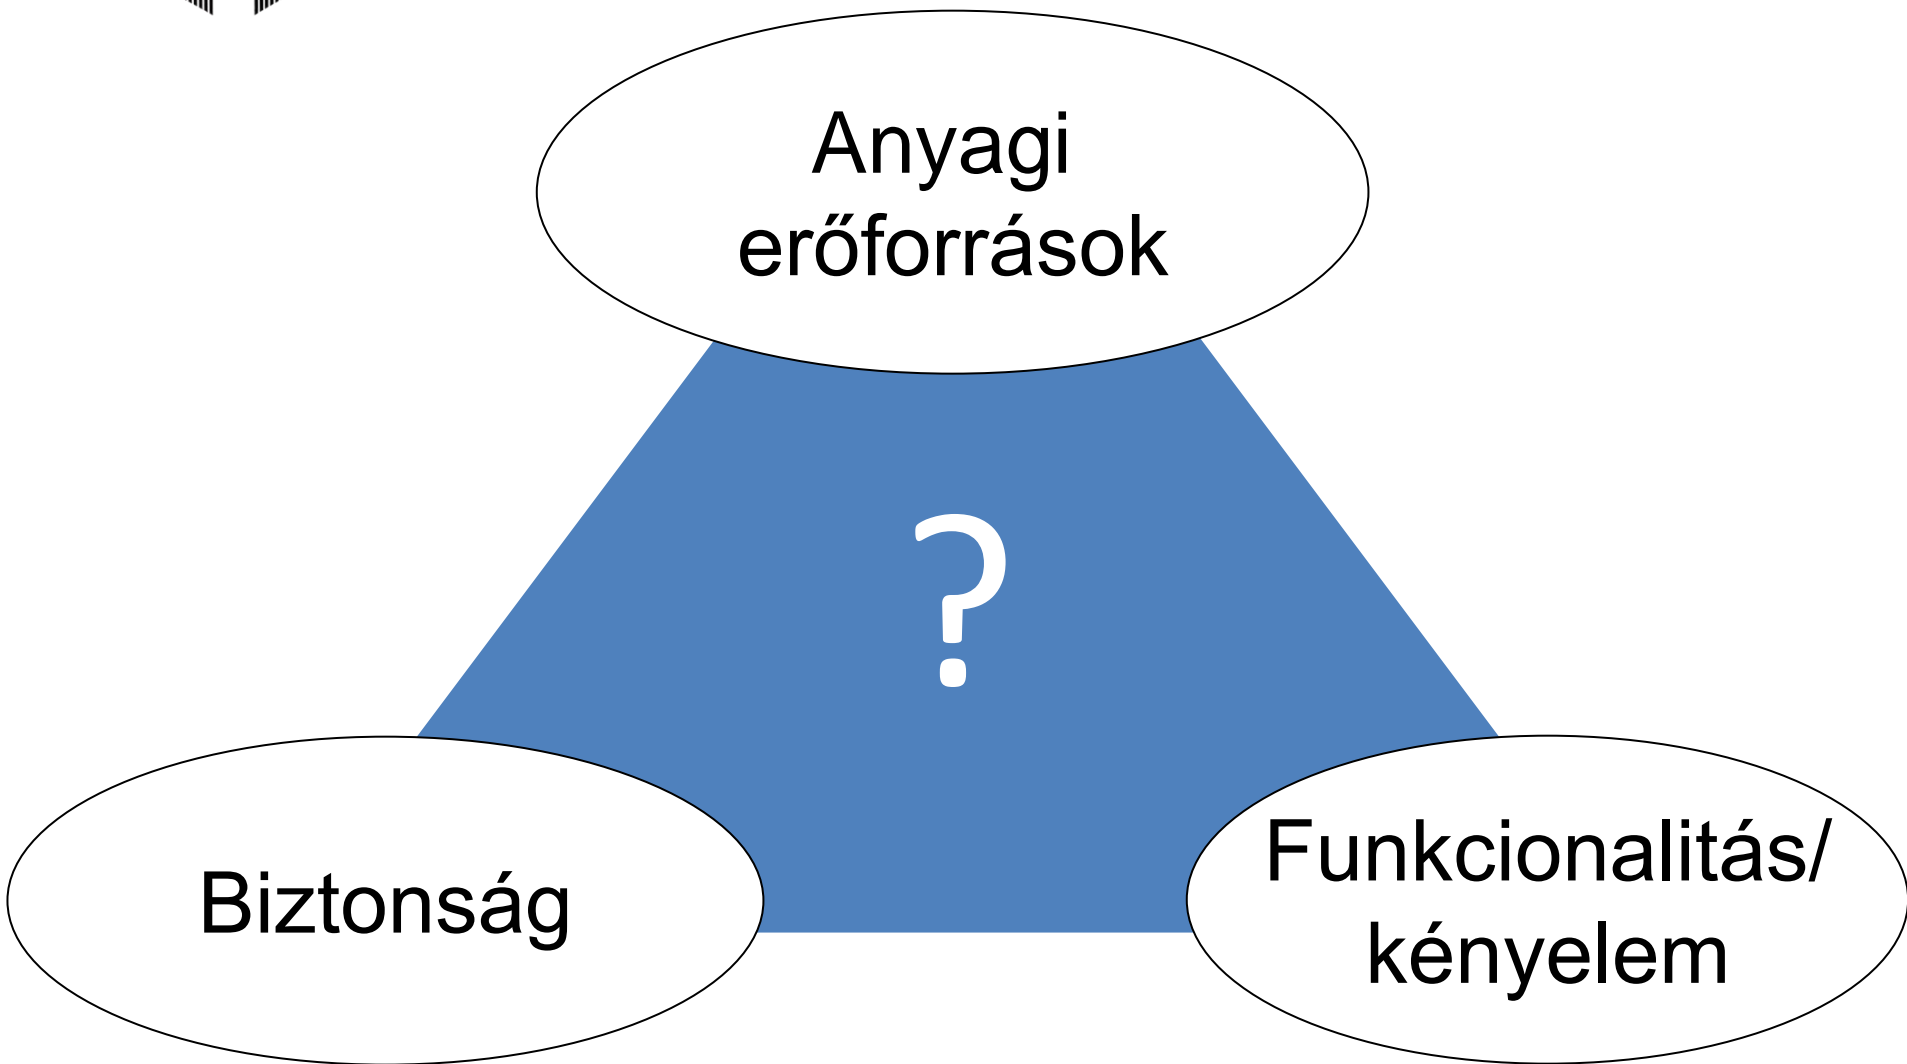 Anyagi
erőforrások
?
Biztonság
Funkcionalitás/
kényelem